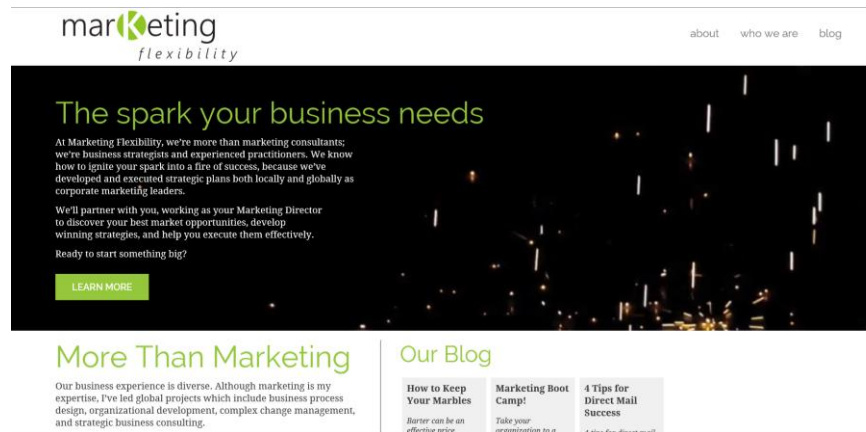 marKeting
flexibility
about who we are blog
The spark your business needs
At Marketing Flexibility, we're more than marketing consultants;
we're business strategists and experienced practitioners. We know
how to ignite your spark into a fire of success, because we've
developed and executed strategic plans both locally and globally as
corporate marketing leaders.
We'll partner with you, working as your Marketing Director
to discover your best market opportunities, develop
winning strategies, and help you execute them effectively.
Ready to start something big?
LEARN MORE
More Than Marketing
Our business experience is diverse. Although marketing is my
expertise, I've led global projects which include business process
design, organizational development, complex change management,
and strategic business consulting.
Our Blog
How to Keep
Your Marbles
Barter can be an
effective price
Marketing Boot
Camp!
Take your
organization to a
4 Tips for
Direct Mail
Success